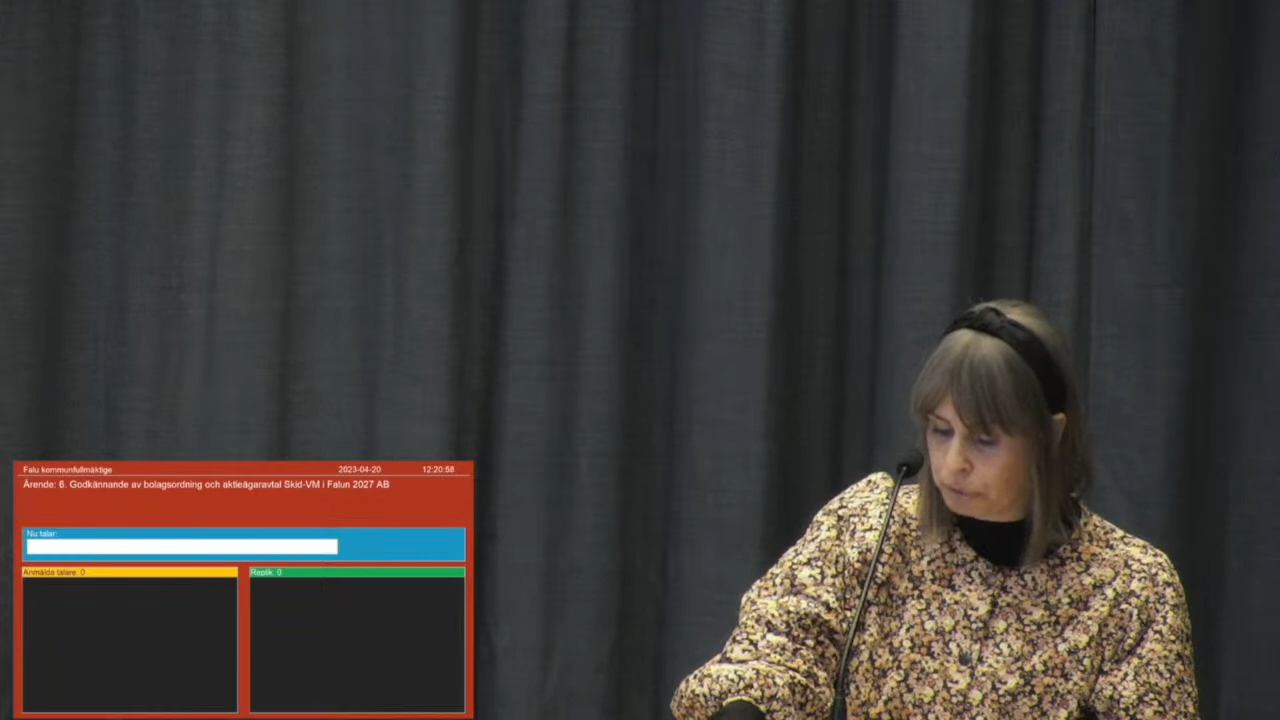 Falu kommunfullmäktige 2023-04-20 12:20:58
Ärende: 6. Godkännande av bolagsordning och aktieägaravtal Skid-VM i Falun 2027 AB
Nu talar:
Anmälda talare: 0
Replik: 0